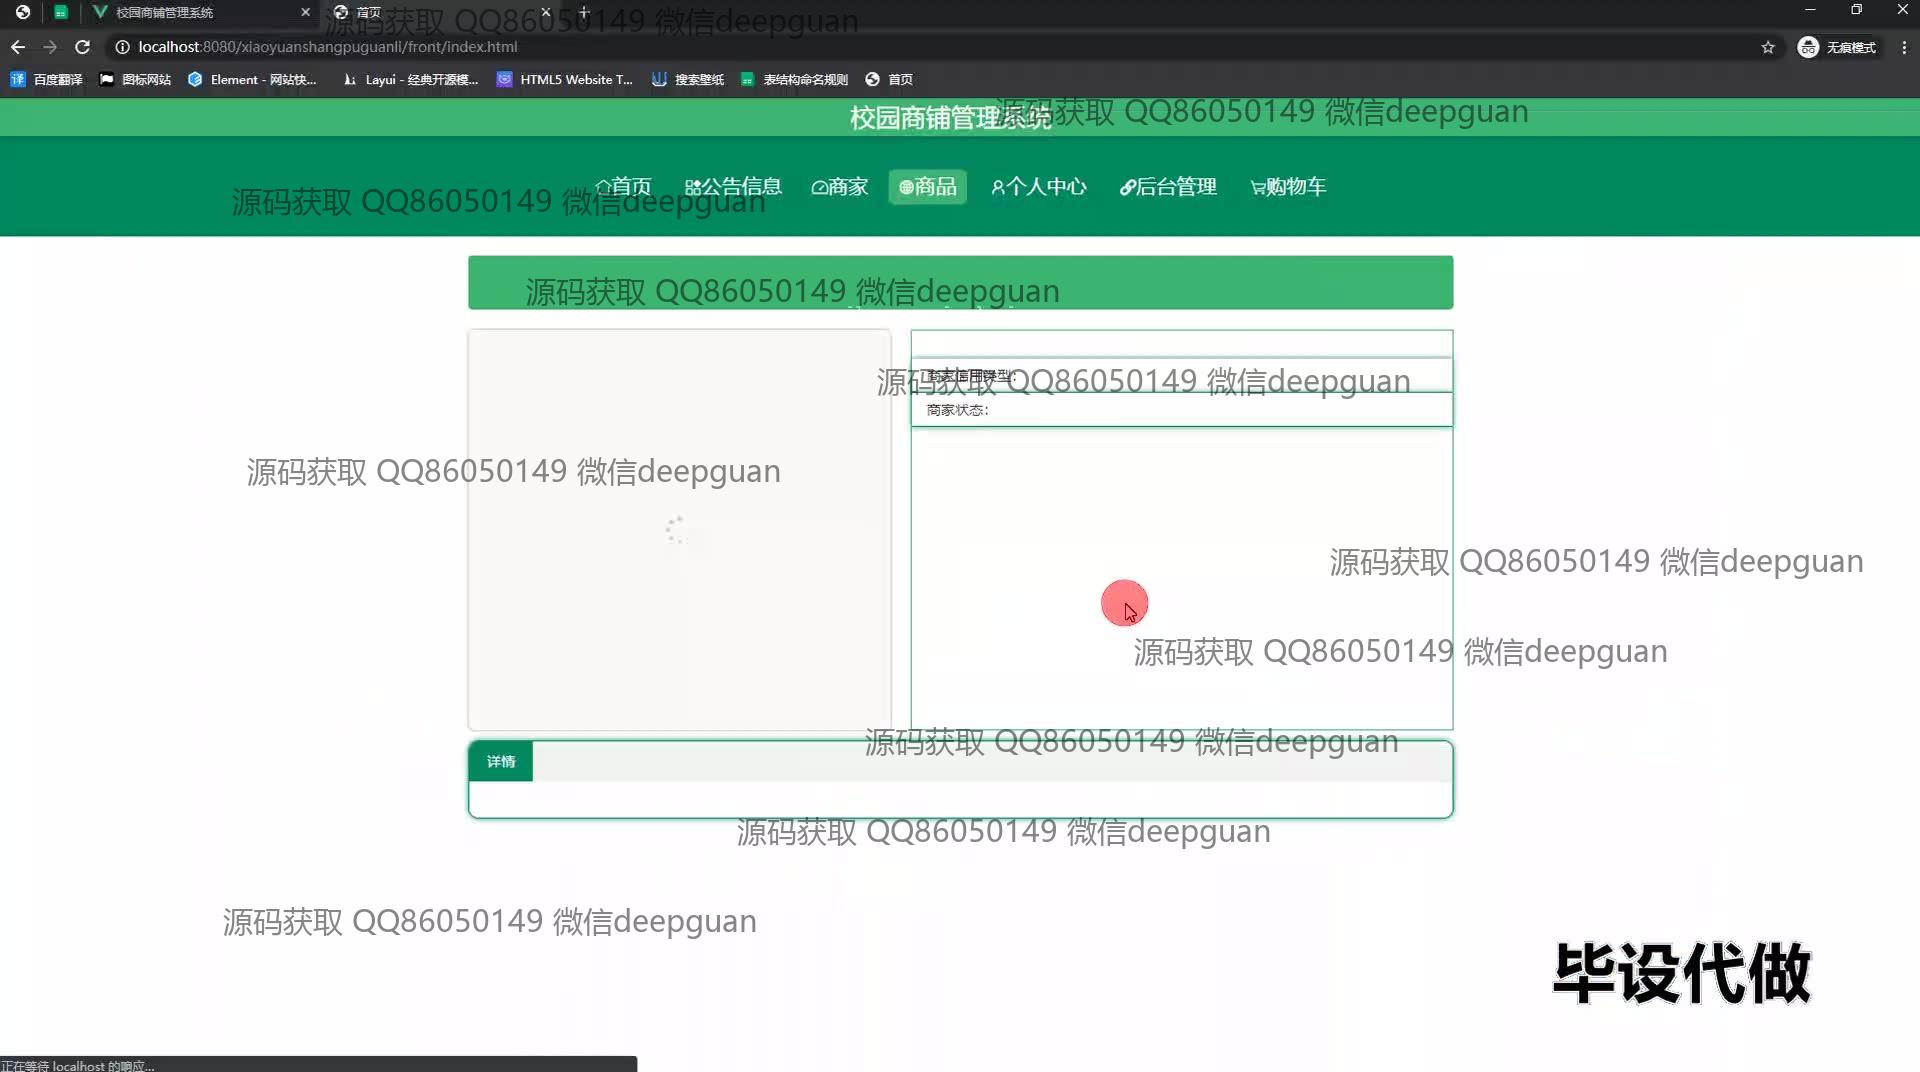 校园商铺管理系统
首页
源码获取 QQ86050149 微信deepguan
localhost:8080/xiaoyuanshangpuguanli/front/index.html
无痕模式
百度翻译
图标网站
Element - 网站快...
Layui - 经典开源模...
HTML5 Website T...
搜索壁纸
表结构命名规则
首页
校园商铺管理系统
源码获取 QQ86050149 微信deepguan
首页
公告信息
商家
商品
个人中心
后台管理
购物车
源码获取 QQ86050149 微信deepguan
源码获取 QQ86050149 微信deepguan
商家信用类型：
源码获取 QQ86050149 微信deepguan
商家状态：
源码获取 QQ86050149 微信deepguan
源码获取 QQ86050149 微信deepguan
源码获取 QQ86050149 微信deepguan
源码获取 QQ86050149 微信deepguan
详情
源码获取 QQ86050149 微信deepguan
源码获取 QQ86050149 微信deepguan
毕设代做
正在等待 localhost 的响应...